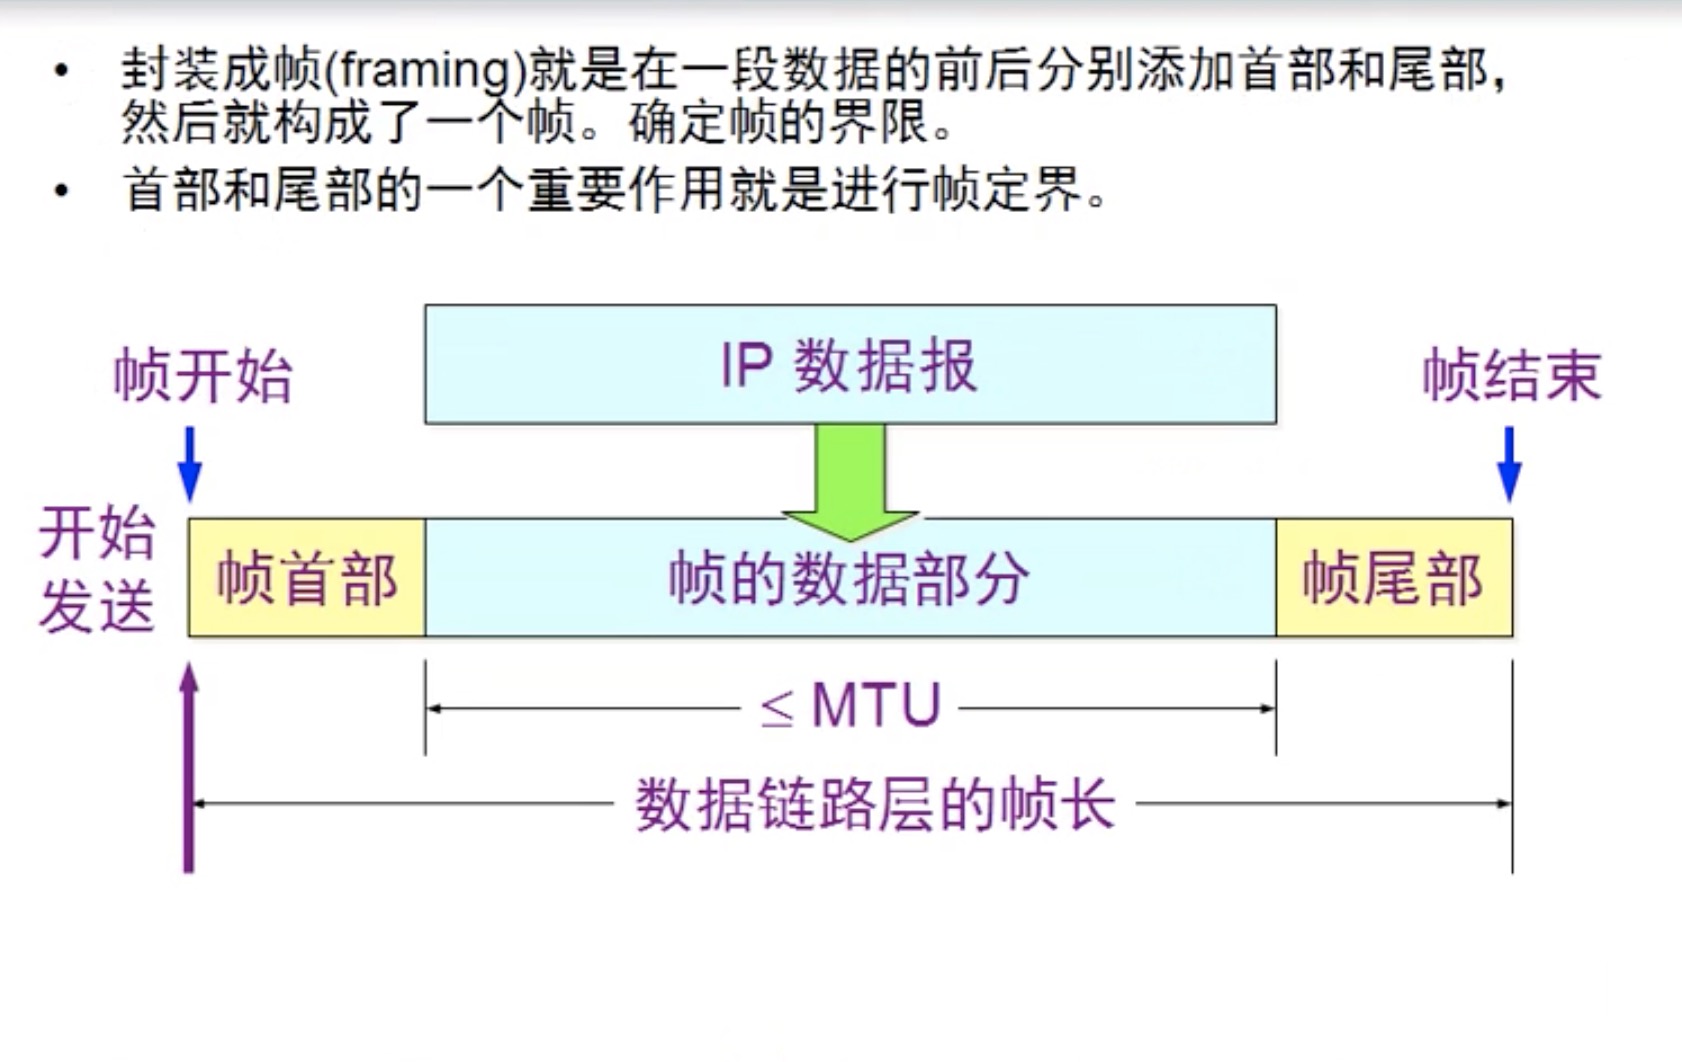 • 封装成帧(framing)就是在一段数据的前后分别添加首部和尾部，
然后就构成了一个帧。确定帧的界限。
• 首部和尾部的一个重要作用就是进行帧定界。
IP 数据报
帧开始
帧结束
开始
发送
帧首部
帧的数据部分
帧尾部
≤ MTU
数据链路层的帧长